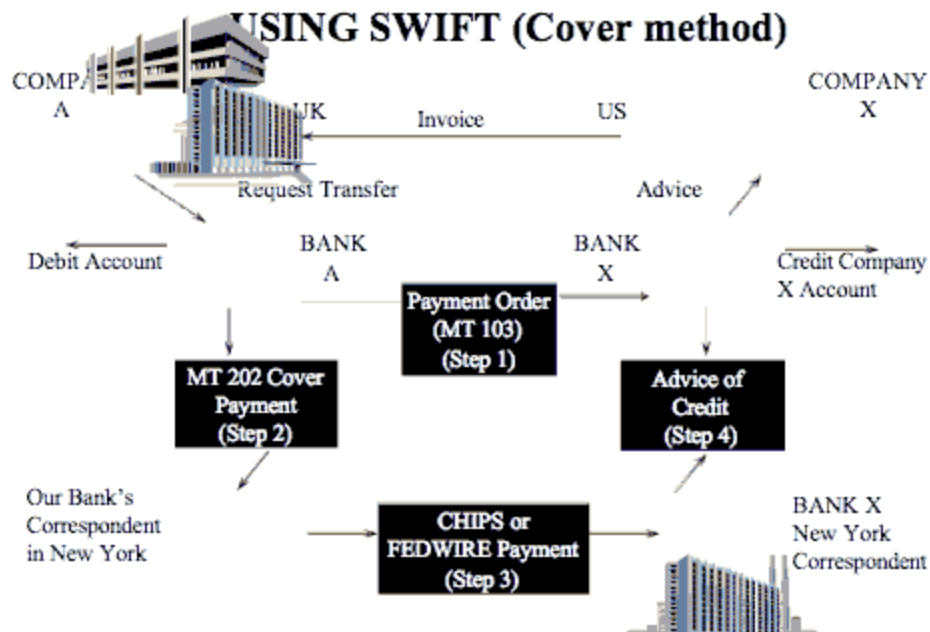 USING SWIFT (Cover method)
COMPA
A
COMPANY
X
UK
Invoice
US
Request Transfer
Advice
BANK
A
BANK
X
Debit Account
Credit Company
X Account
Payment Order
(MT 103)
(Step 1)
MT 202 Cover
Payment
(Step 2)
Advice of
Credit
(Step 4)
Our Bank's
Correspondent
in New York
CHIPS or
FEDWIRE Payment
(Step 3)
BANK X
New York
Correspondent